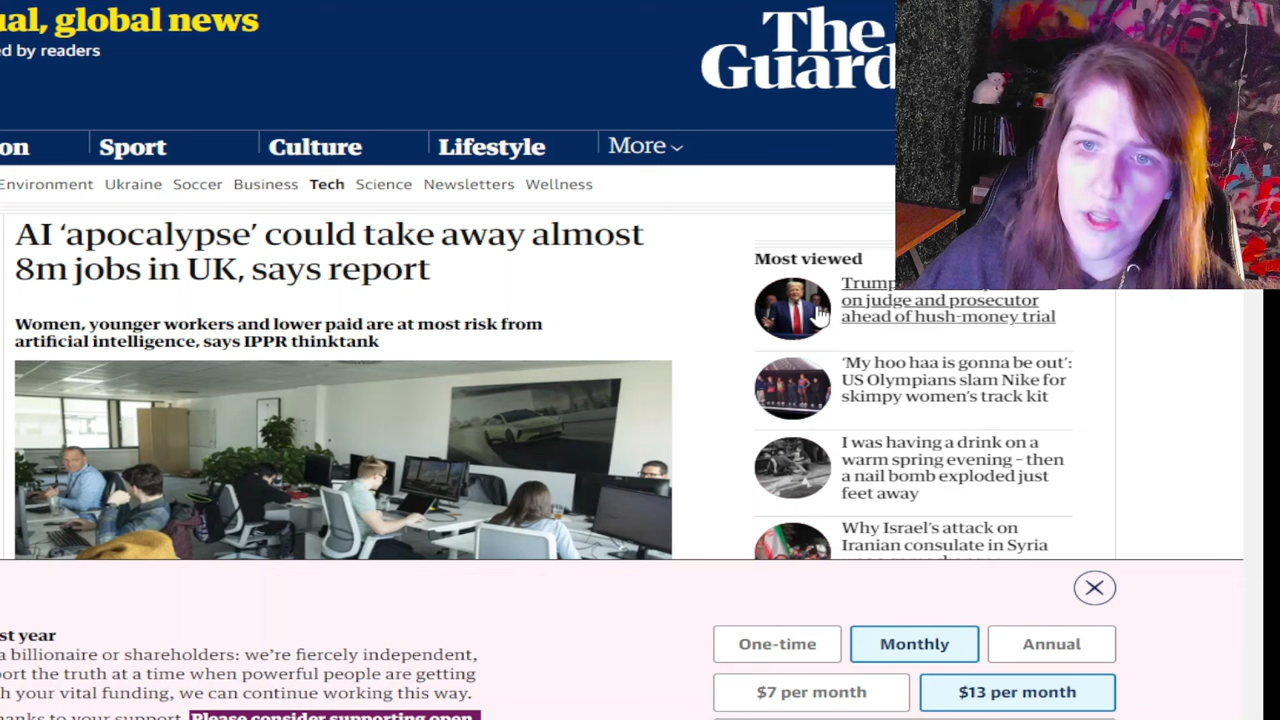 ual, global news
ed by readers
The
Guard
on
Sport
Culture
Lifestyle
More
Environment Ukraine Soccer Business Tech Science Newsletters Wellness
AI ‘apocalypse’ could take away almost
8m jobs in UK, says report
Women, younger workers and lower paid are at most risk from
artificial intelligence, says IPPR thinktank
Most viewed
Trump
on judge and prosecutor
ahead of hush-money trial
‘My hoo haa is gonna be out’:
US Olympians slam Nike for
skimpy women’s track kit
I was having a drink on a
warm spring evening – then
a nail bomb exploded just
feet away
Why Israel’s attack on
Iranian consulate in Syria
st year
a billionaire or shareholders: we’re fiercely independent,
ort the truth at a time when powerful people are getting
h your vital funding, we can continue working this way.
anks to your support. Please consider supporting open
One-time
Monthly
Annual
$7 per month
$13 per month